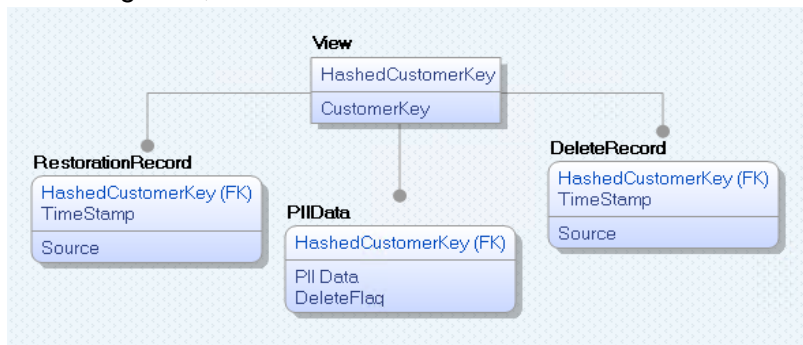 View
HashedCustomerKey
CustomerKey
RestorationRecord
HashedCustomerKey (FK)
TimeStamp
Source
PIIData
HashedCustomerKey (FK)
PII Data
DeleteFlag
DeleteRecord
HashedCustomerKey (FK)
TimeStamp
Source